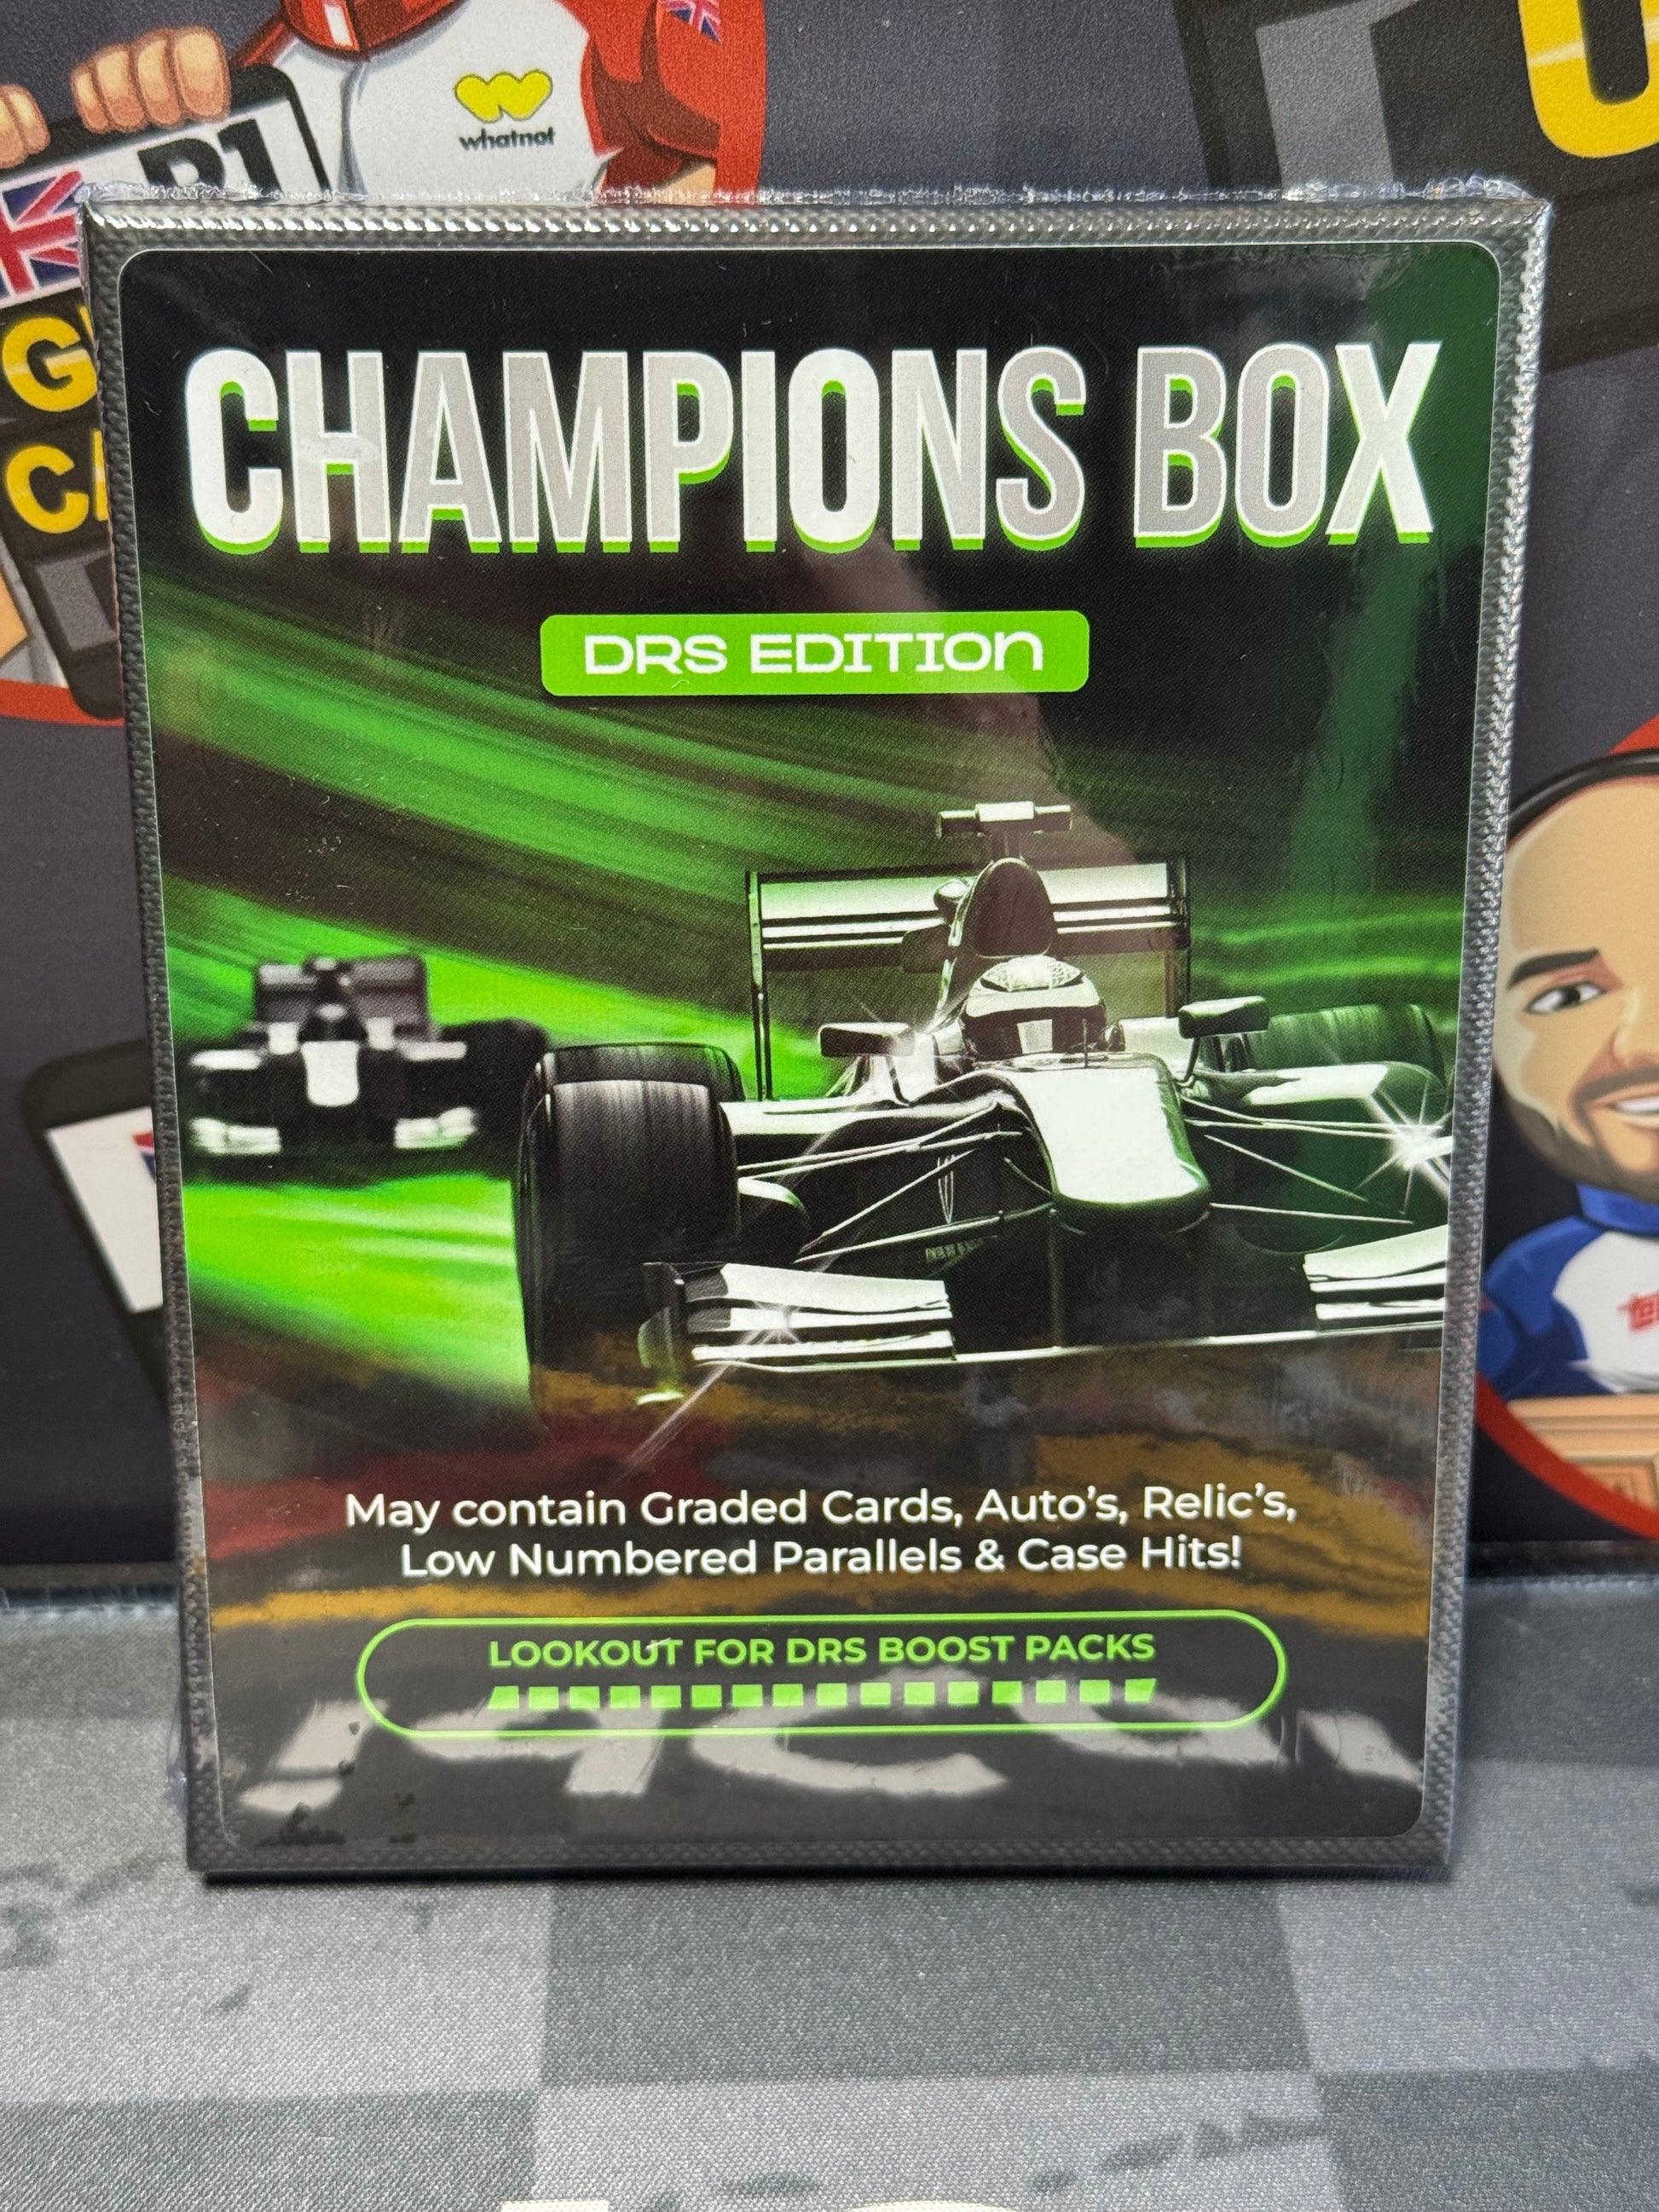 whatnot
P1
CHAMPIONS BOX
DRS EDITION
May contain Graded Cards, Auto's, Relic's,
Low Numbered Parallels & Case Hits!
LOOKOUT FOR DRS BOOST PACKS